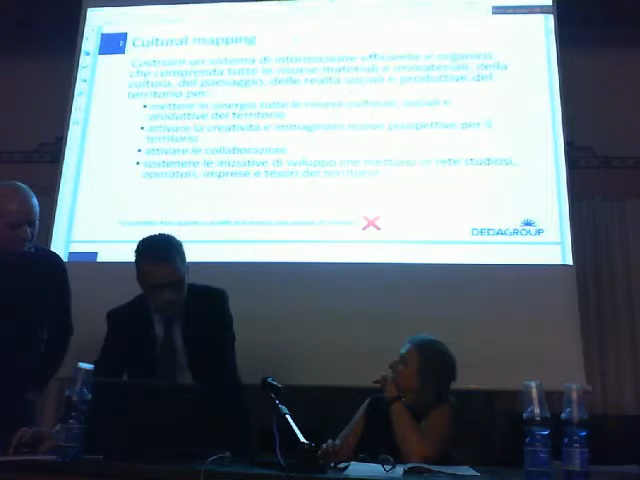 Cultural mapping
Costruire un sistema di informazione efficiente e organico
che comprenda tutte le risorse materiali e immateriali, della
cultura, del paesaggio, delle realtà sociali e produttive del
territorio per:
mettere in sinergia tutte le risorse culturali, sociali e
produttive del territorio
attivare la creatività e immaginare nuove prospettive per il
territorio
attivare le collaborazioni
sostenere le iniziative di sviluppo che mettano in rete studiosi,
operatori, imprese e tesori del territorio
DEDAGROUP